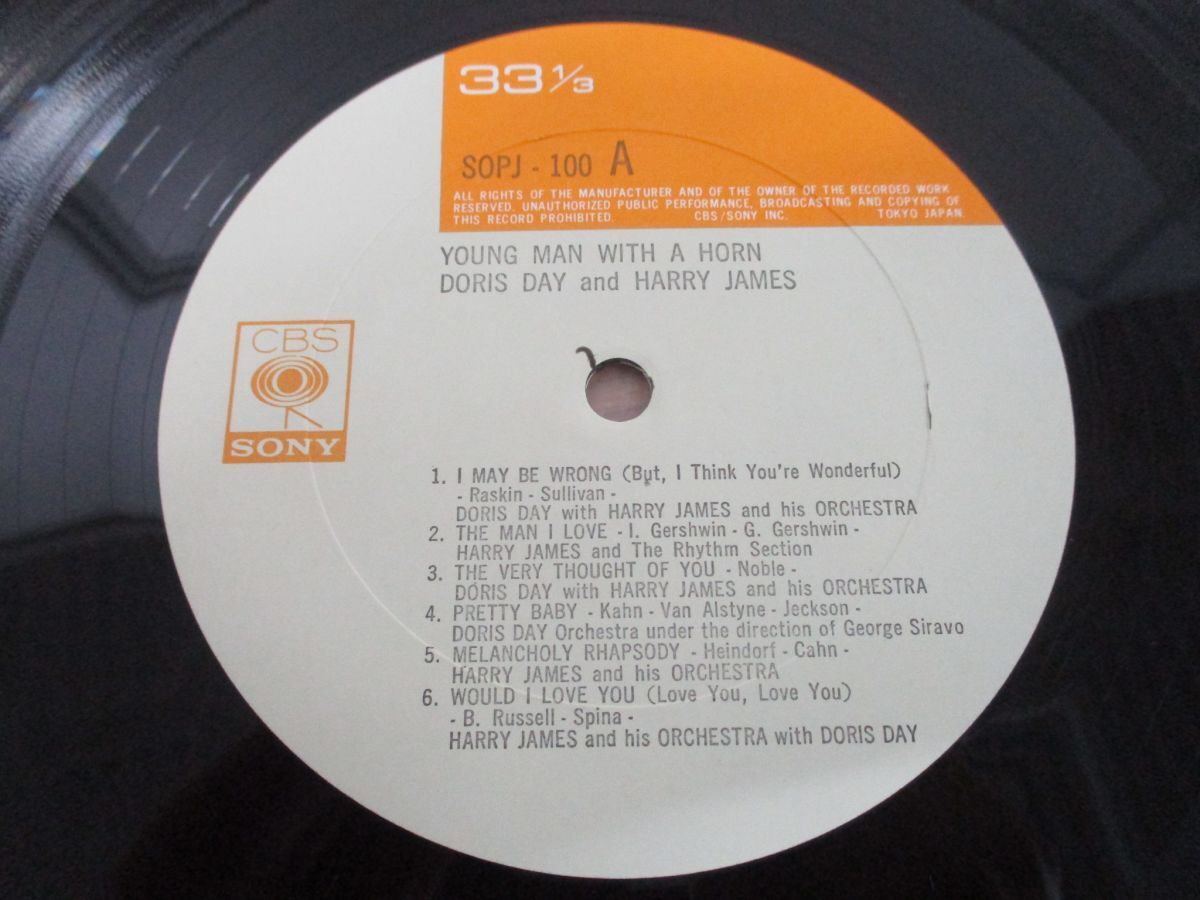 33 1/3
SOPJ - 100 A
ALL RIGHTS OF THE MANUFACTURER AND OF THE OWNER OF THE RECORDED WORK
RESERVED. UNAUTHORIZED PUBLIC PERFORMANCE, BROADCASTING AND COPYING OF
THIS RECORD PROHIBITED. CBS/SONY INC. TOKYO JAPAN.
YOUNG MAN WITH A HORN
DORIS DAY and HARRY JAMES
CBS
SONY
1. I MAY BE WRONG (But, I Think You're Wonderful)
- Raskin - Sullivan -
DORIS DAY with HARRY JAMES and his ORCHESTRA
2. THE MAN I LOVE - I. Gershwin - G. Gershwin -
HARRY JAMES and The Rhythm Section
3. THE VERY THOUGHT OF YOU - Noble -
DORIS DAY with HARRY JAMES and his ORCHESTRA
4. PRETTY BABY - Kahn - Van Alstyne - Jeckson -
DORIS DAY Orchestra under the direction of George Siravo
5. MELANCHOLY RHAPSODY - Heindorf - Cahn -
HARRY JAMES and his ORCHESTRA
6. WOULD I LOVE YOU (Love You, Love You)
- B. Russell - Spina -
HARRY JAMES and his ORCHESTRA with DORIS DAY